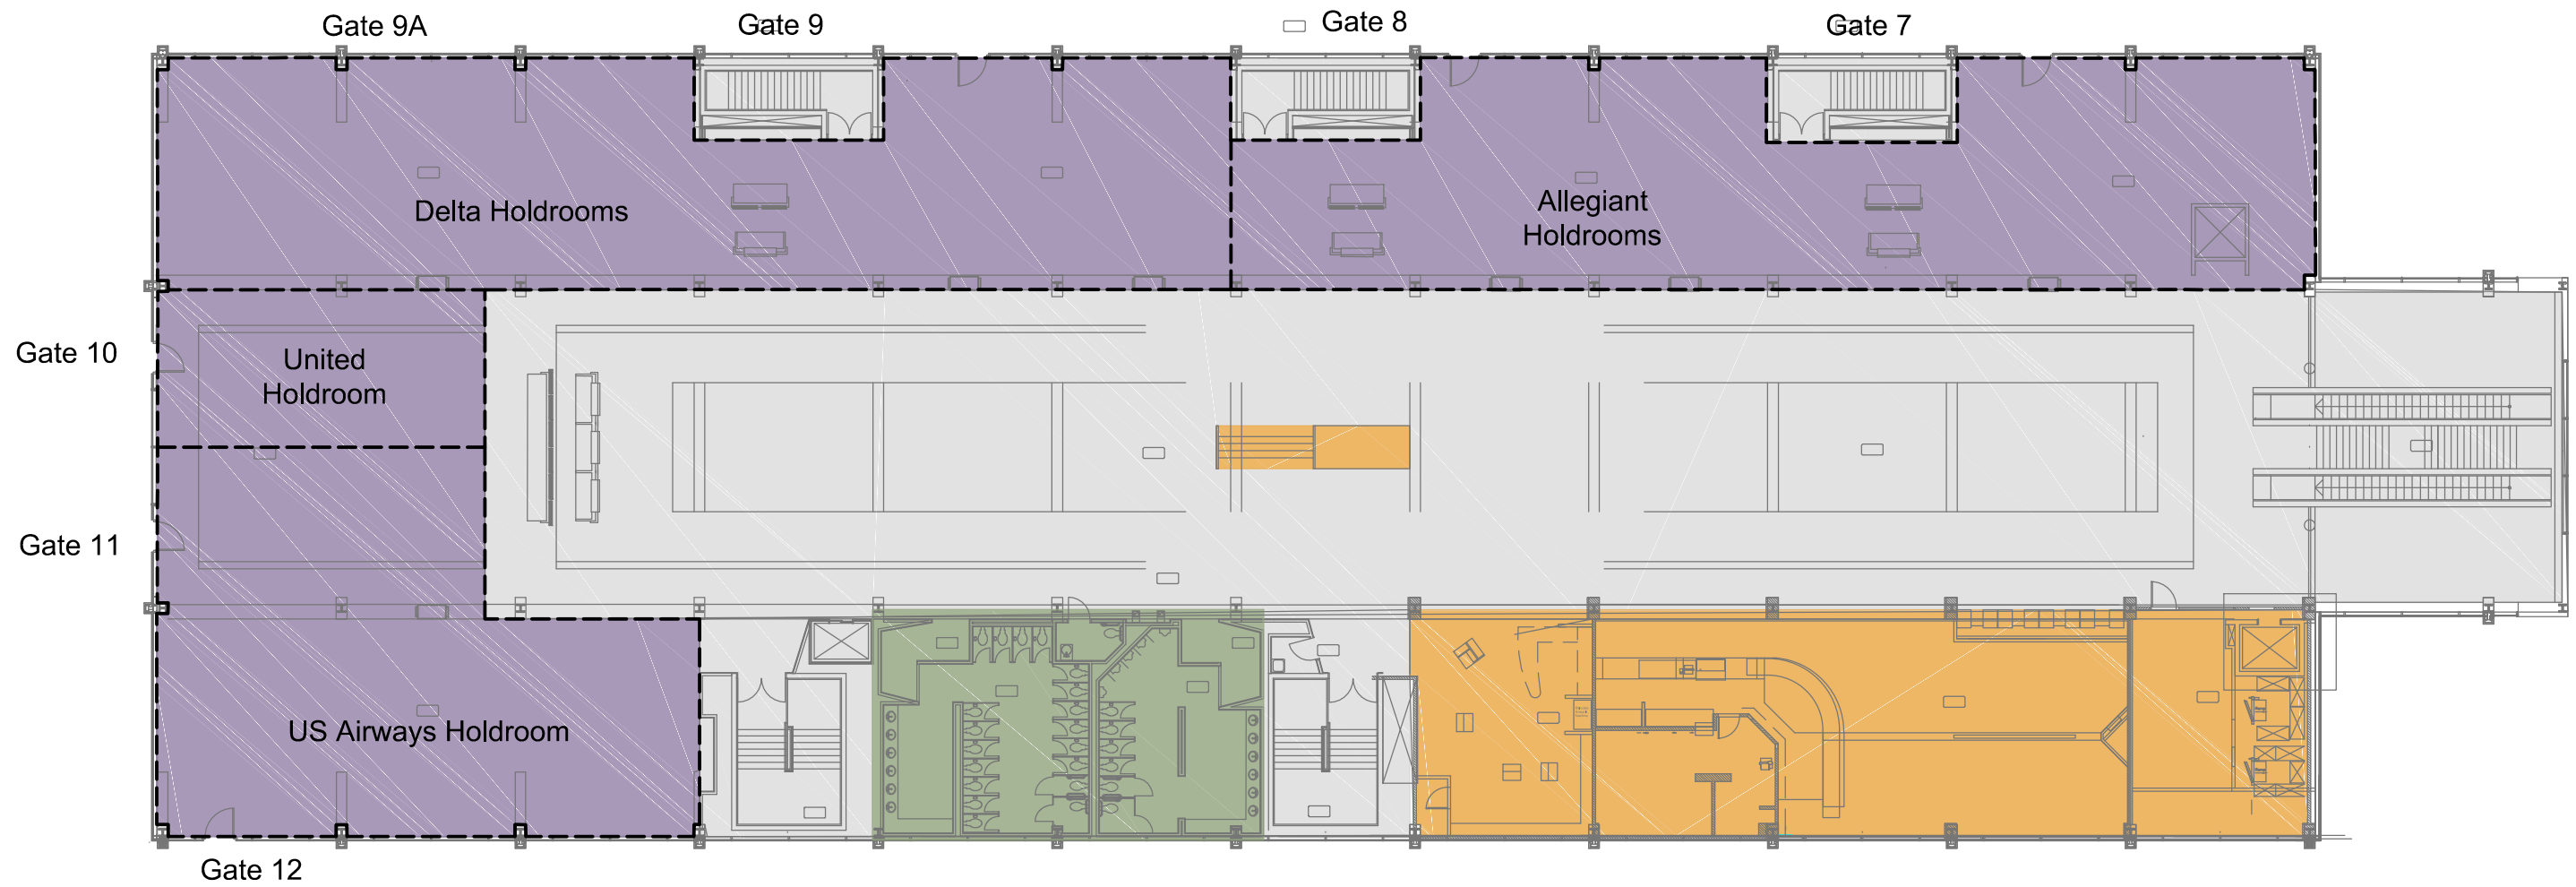 Gate 9A
Gate 9
Gate 8
Gate 7
Delta Holdrooms
Allegiant
Holdrooms
Gate 10
United
Holdroom
Gate 11
US Airways Holdroom
Gate 12